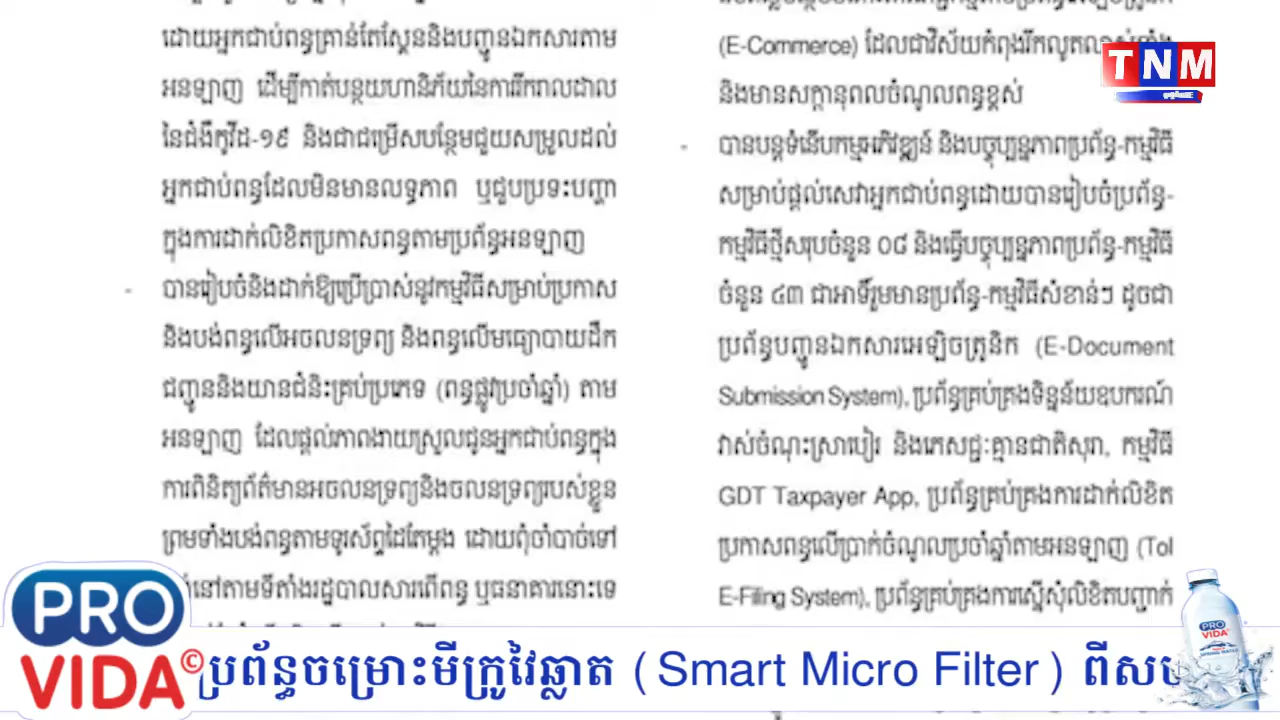 ដោយអ្នកជាប់ពន្ធគ្រាន់តែស្កែននិងបញ្ជូនឯកសារតាម
អនឡាញ ដើម្បីកាត់បន្ថយហានិភ័យនៃការរីករាលដាល
នៃជំងឺកូវីដ-១៩ និងជាជម្រើសបន្ថែមជួយសម្រួលដល់
អ្នកជាប់ពន្ធដែលមិនមានលទ្ធភាព ឬជួបប្រទះបញ្ហា
ក្នុងការដាក់លិខិតប្រកាសពន្ធតាមប្រព័ន្ធអនឡាញ
- បានរៀបចំនិងដាក់ឱ្យប្រើប្រាស់នូវកម្មវិធីសម្រាប់ប្រកាស
និងបង់ពន្ធលើអចលនទ្រព្យ និងពន្ធលើមធ្យោបាយដឹក
ជញ្ជូននិងយានជំនិះគ្រប់ប្រភេទ (ពន្ធផ្លូវប្រចាំឆ្នាំ) តាម
អនឡាញ ដែលផ្តល់ភាពងាយស្រួលជូនអ្នកជាប់ពន្ធក្នុង
ការពិនិត្យព័ត៌មានអចលនទ្រព្យនិងចលនទ្រព្យរបស់ខ្លួន
ព្រមទាំងបង់ពន្ធតាមទូរស័ព្ទដៃតែម្តង ដោយពុំចាំបាច់ទៅ
នៅតាមទីតាំងរដ្ឋបាលសារពើពន្ធ ឬធនាគារនោះទេ
(E-Commerce) ដែលជាវិស័យកំពុងរីកលូតលាស់ខ្លាំង
និងមានសក្តានុពលចំណូលពន្ធខ្ពស់
- បានបន្តទំនើបកម្មអភិវឌ្ឍន៍ និងបច្ចុប្បន្នភាពប្រព័ន្ធ-កម្មវិធី
សម្រាប់ផ្តល់សេវាអ្នកជាប់ពន្ធដោយបានរៀបចំប្រព័ន្ធ-
កម្មវិធីថ្មីសរុបចំនួន ០៨ និងធ្វើបច្ចុប្បន្នភាពប្រព័ន្ធ-កម្មវិធី
ចំនួន ៤៣ ជាអាទិ៍រួមមានប្រព័ន្ធ-កម្មវិធីសំខាន់ៗ ដូចជា
ប្រព័ន្ធបញ្ជូនឯកសារអេឡិចត្រូនិក (E-Document
Submission System), ប្រព័ន្ធគ្រប់គ្រងទិន្នន័យឧបករណ៍
វាស់ចំណុះស្រាបៀរ និងភេសជ្ជៈគ្មានជាតិសុរា, កម្មវិធី
GDT Taxpayer App, ប្រព័ន្ធគ្រប់គ្រងការដាក់លិខិត
ប្រកាសពន្ធលើប្រាក់ចំណូលប្រចាំឆ្នាំតាមអនឡាញ (ToI
E-Filing System), ប្រព័ន្ធគ្រប់គ្រងការស្នើសុំលិខិតបញ្ជាក់
TNM
PRO
VIDA©
ប្រព័ន្ធចម្រោះមីក្រូវៃឆ្លាត (Smart Micro Filter) ពីសហ
PRO
VIDA